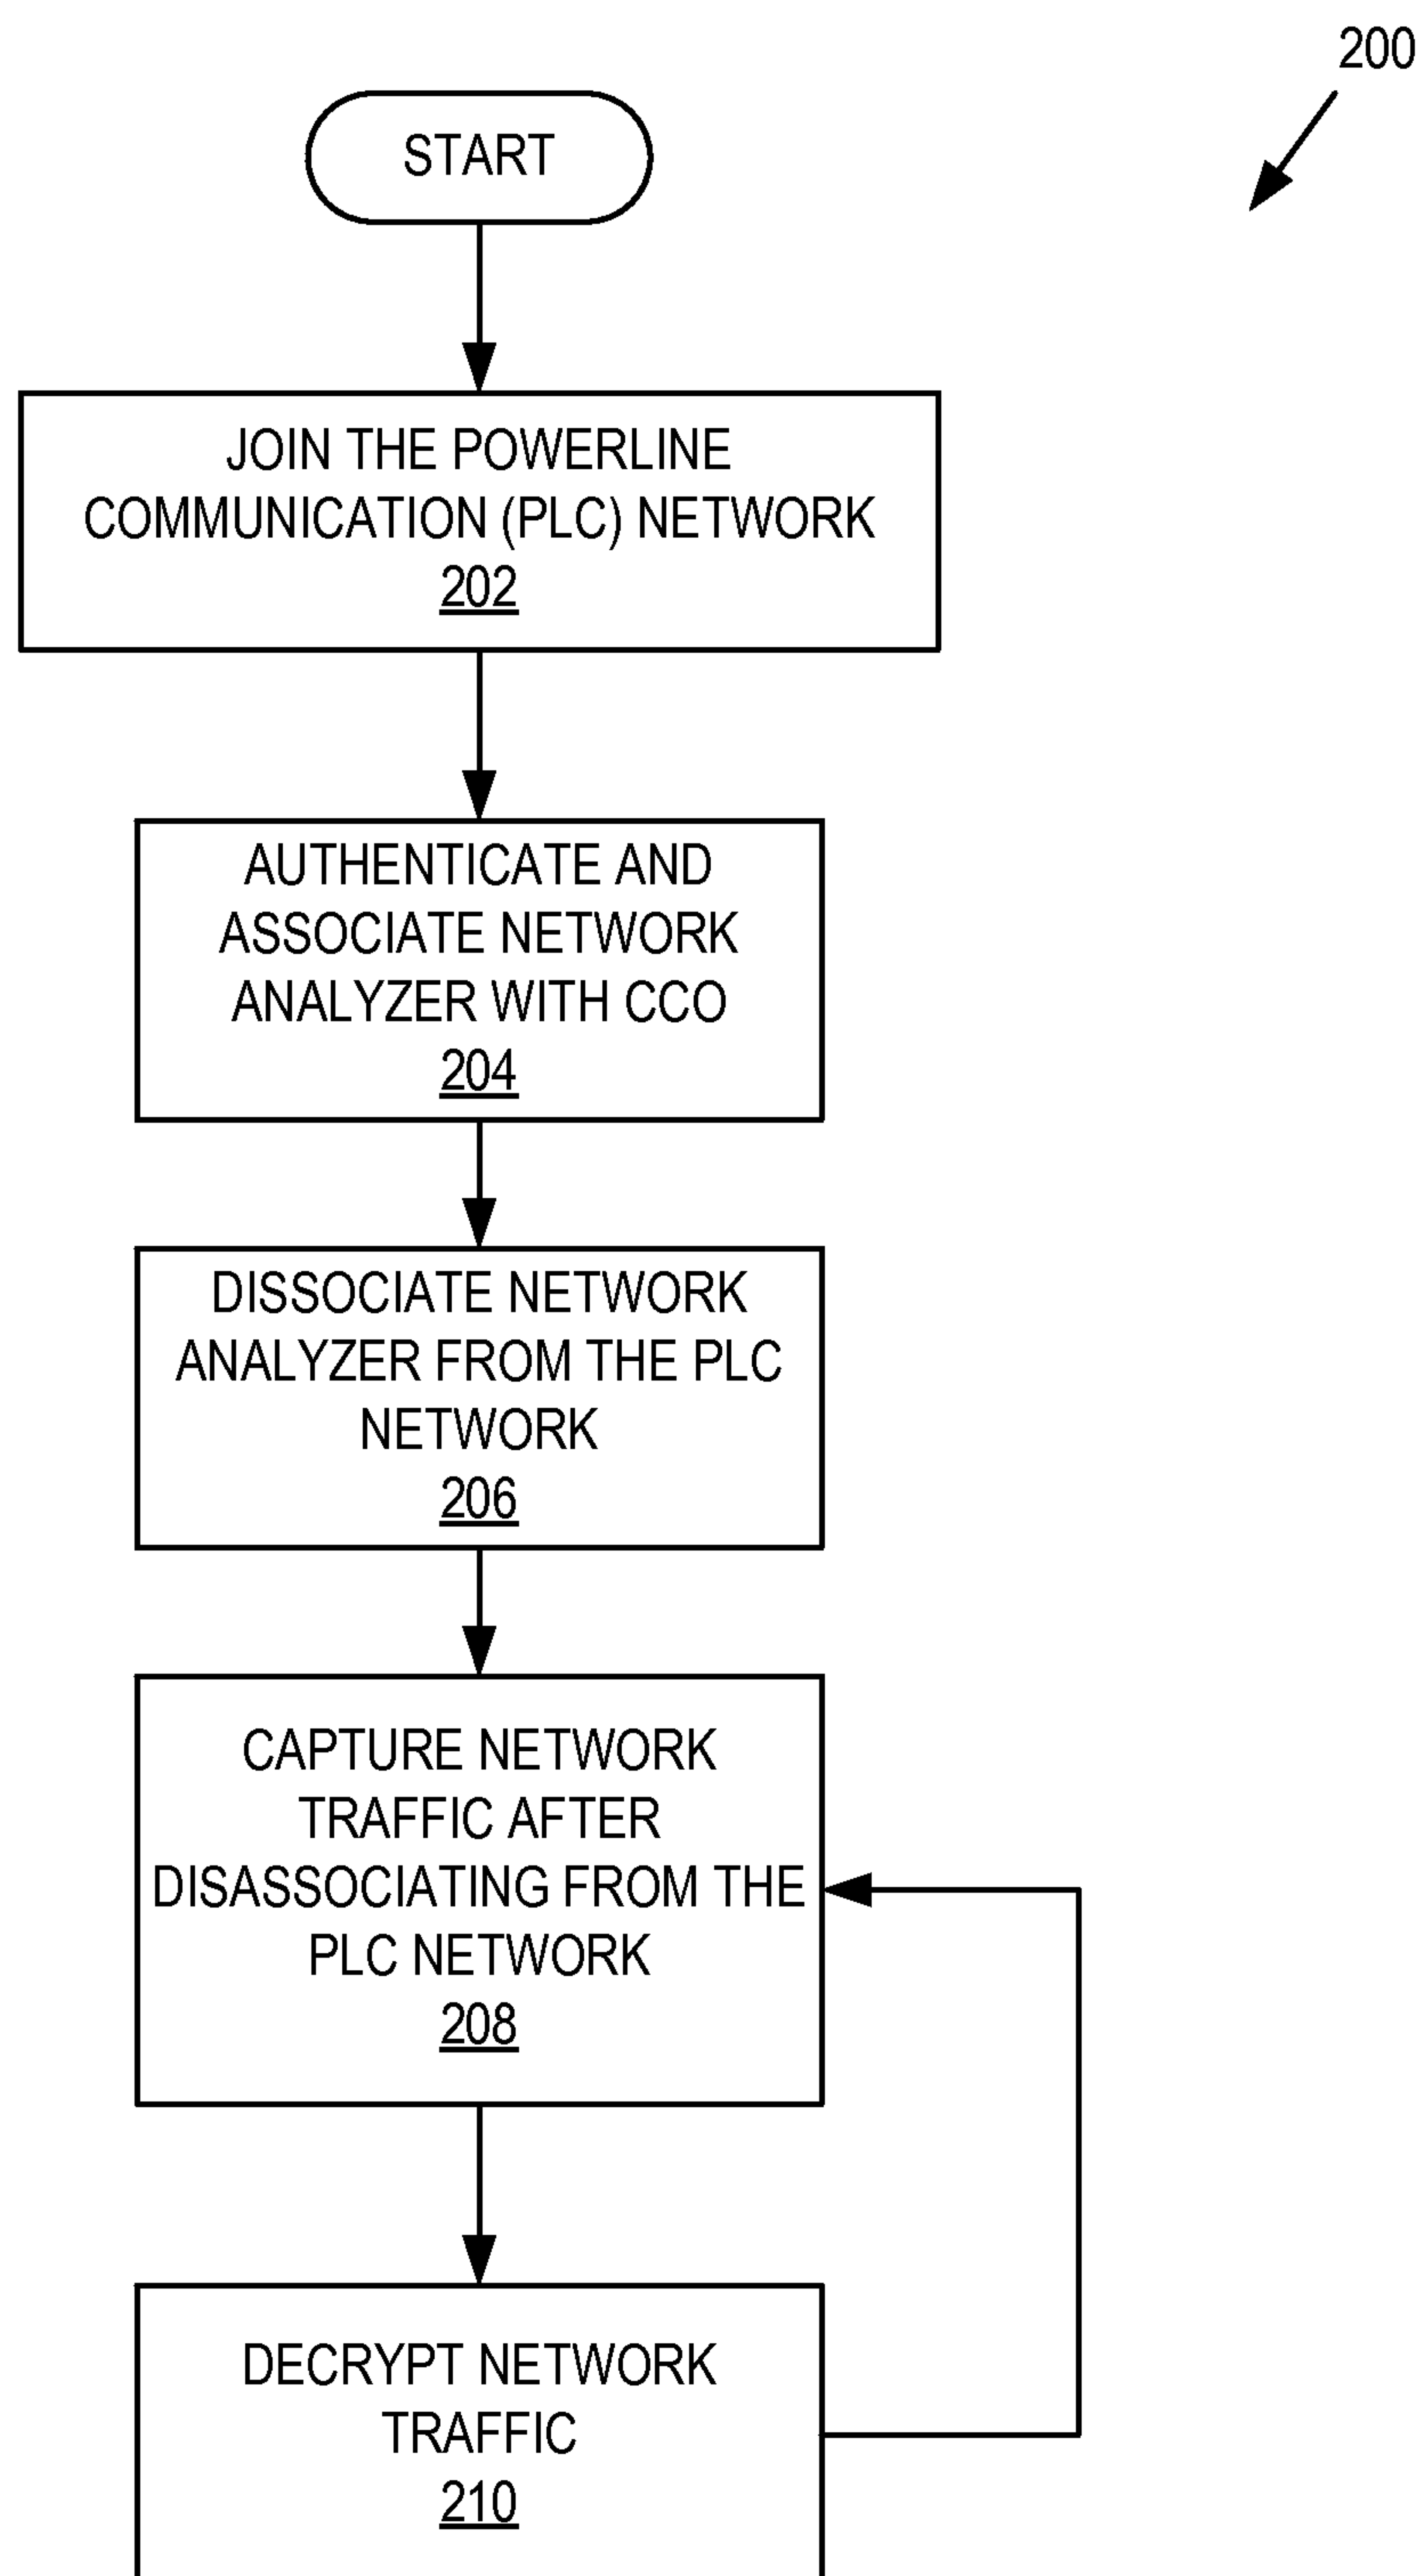 200
START
JOIN THE POWERLINE
COMMUNICATION (PLC) NETWORK
202
AUTHENTICATE AND
ASSOCIATE NETWORK
ANALYZER WITH CCO
204
DISSOCIATE NETWORK
ANALYZER FROM THE PLC
NETWORK
206
CAPTURE NETWORK
TRAFFIC AFTER
DISASSOCIATING FROM THE
PLC NETWORK
208
DECRYPT NETWORK
TRAFFIC
210